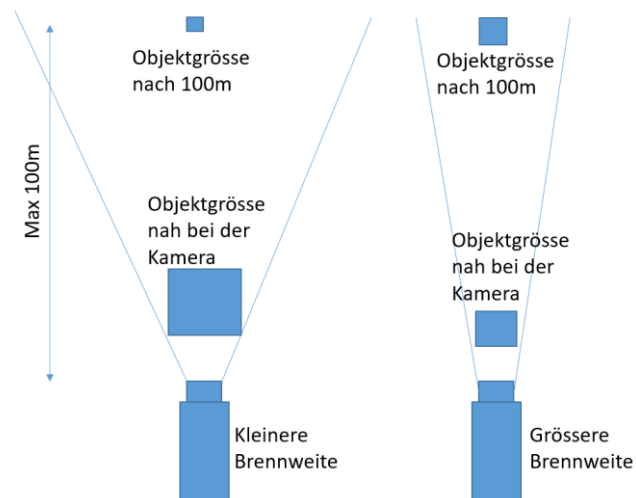 Objektgrösse
nach 100m
Objektgrösse
nach 100m
Max 100m
Objektgrösse
nah bei der
Kamera
Objektgrösse
nah bei der
Kamera
Kleinere
Brennweite
Grössere
Brennweite